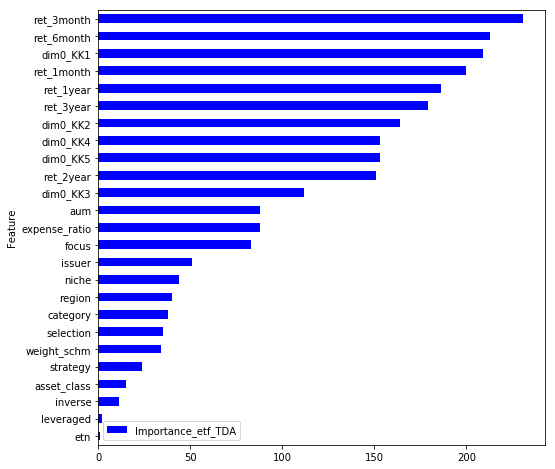 ret_3month
ret_6month
dim0_KK1
ret_1month
ret_1year
ret_3year
dim0_KK2
dim0_KK4
dim0_KK5
ret_2year
dim0_KK3
aum
expense_ratio
focus
issuer
niche
region
category
selection
weight_schm
strategy
asset_class
inverse
leveraged
etn
Feature
Importance_etf_TDA
0 50 100 150 200